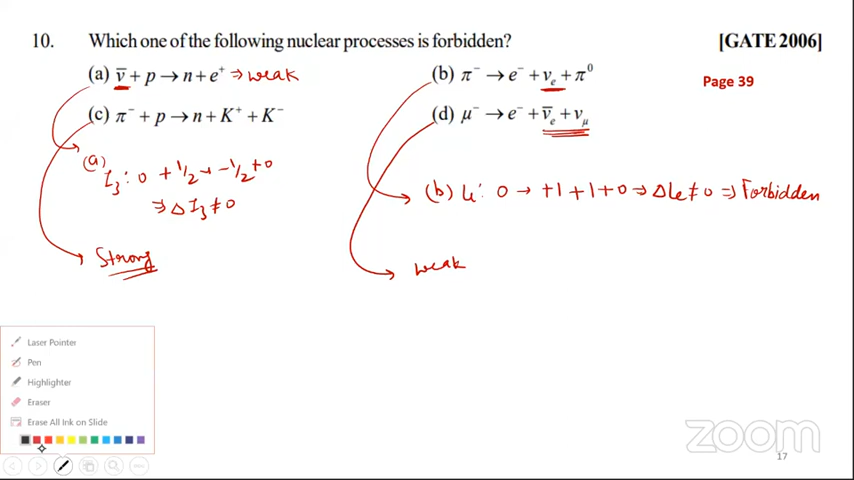 10. Which one of the following nuclear processes is forbidden? [GATE 2006]
(a) ν̅ + p → n + e⁺ ⇒ weak (b) π⁻ → e⁻ + νₑ + π⁰ Page 39
(c) π⁻ + p → n + K⁺ + K⁻ (d) μ⁻ → e⁻ + ν̅ₑ + ν_μ
(a)
I₃: 0 + 1/2 → -1/2 + 0
⇒ Δ I₃ ≠ 0
(b) Lₑ: 0 → +1 + 1 + 0 ⇒ ΔLₑ ≠ 0 ⇒ Forbidden
Strong
weak
Laser Pointer
Pen
Highlighter
Eraser
Erase All Ink on Slide
zoom
17